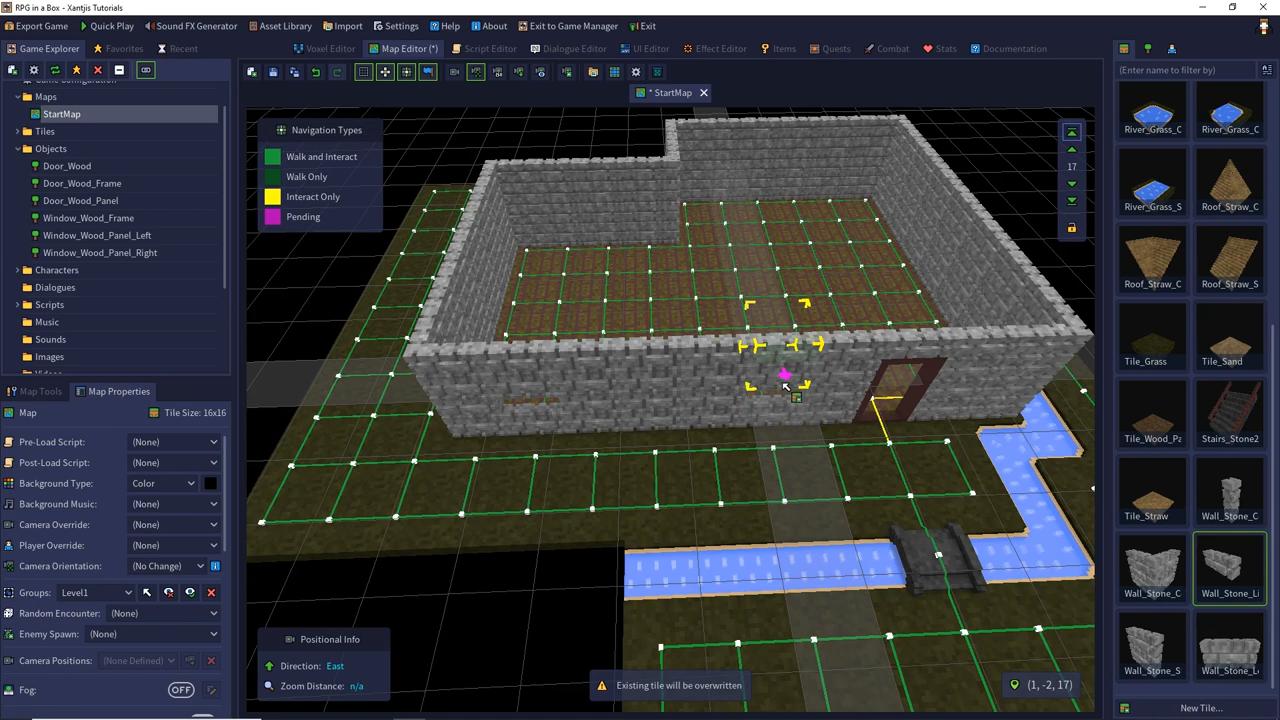 RPG in a Box - Xantjis Tutorials
Export Game
Quick Play
Sound FX Generator
Asset Library
Import
Settings
Help
About
Exit to Game Manager
Exit
Game Explorer
Favorites
Recent
Voxel Editor
Map Editor (*)
Script Editor
Dialogue Editor
UI Editor
Effect Editor
Items
Quests
Combat
Stats
Documentation
* StartMap
Maps
StartMap
Tiles
Objects
Door_Wood
Door_Wood_Frame
Door_Wood_Panel
Window_Wood_Frame
Window_Wood_Panel_Left
Window_Wood_Panel_Right
Characters
Dialogues
Scripts
Music
Sounds
Images
Map Tools
Map Properties
Map
Tile Size: 16x16
Pre-Load Script: (None)
Post-Load Script: (None)
Background Type: Color
Background Music: (None)
Camera Override: (None)
Player Override: (None)
Camera Orientation: (No Change)
Groups: Level1
Random Encounter: (None)
Enemy Spawn: (None)
Camera Positions: (None Defined)
Fog: OFF
Navigation Types
Walk and Interact
Walk Only
Interact Only
Pending
17
Positional Info
Direction: East
Zoom Distance: n/a
Existing tile will be overwritten
(1, -2, 17)
(Enter name to filter by)
River_Grass_C
River_Grass_C
River_Grass_S
Roof_Straw_C
Roof_Straw_C
Roof_Straw_S
Tile_Grass
Tile_Sand
Tile_Wood_Pa
Stairs_Stone2
Tile_Straw
Wall_Stone_C
Wall_Stone_C
Wall_Stone_Li
Wall_Stone_S
Wall_Stone_Lo
New Tile...